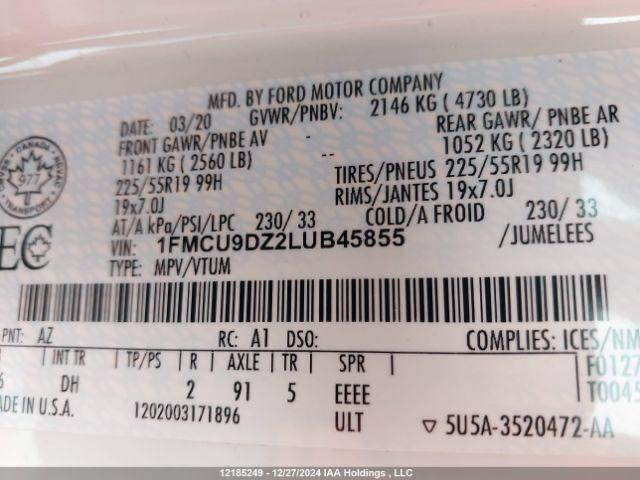 MFD. BY FORD MOTOR COMPANY
DATE: 03/20 GVWR/PNBV: 2146 KG ( 4730 LB)
FRONT GAWR/PNBE AV - REAR GAWR/ PNBE AR
1161 KG ( 2560 LB) -- 1052 KG ( 2320 LB)
225/55R19 99H TIRES/PNEUS 225/55R19 99H
19x7.0J RIMS/JANTES 19x7.0J
AT/A kPa/PSI/LPC 230/ 33 COLD/A FROID 230/ 33
VIN: 1FMCU9DZ2LUB45855 /JUMELEES
TYPE: MPV/VTUM
CANADA
TRANSPORT
977
EC
PNT: AZ RC: A1 DSO: COMPLIES: ICES/NM
INT TR TP/PS R AXLE TR SPR F0127
DH 2 91 5 EEEE T0045
ADE IN U.S.A. 1202003171896 ULT ▽ 5U5A-3520472-AA
12185249 - 12/27/2024 IAA Holdings , LLC